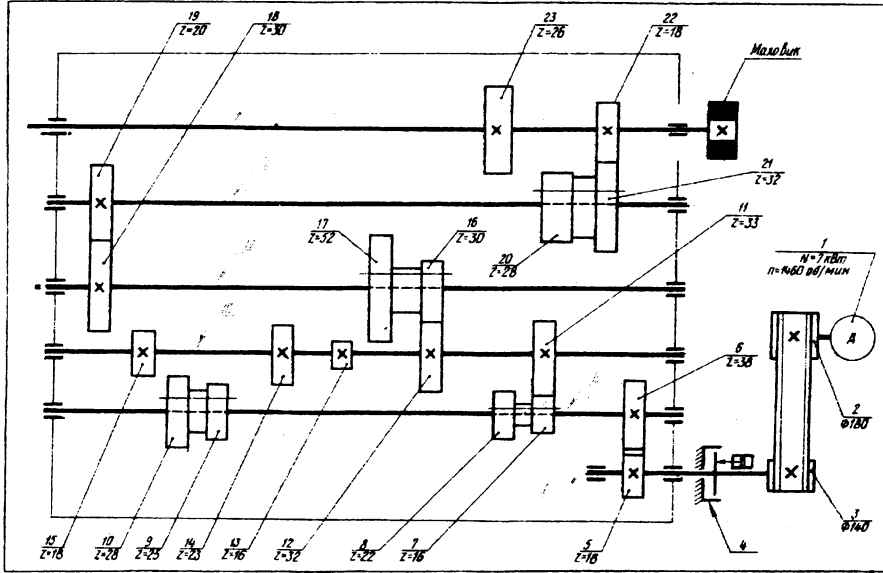 19
Z=20
18
Z=30
23
Z=26
22
Z=18
Маховик
21
Z=32
17
Z=32
16
Z=30
11
Z=33
20
Z=28
1
N=7 квт
n=1460 об/мин
6
Z=38
Д
2
Ф180
15
Z=18
10
Z=28
9
Z=25
14
Z=23
13
Z=16
12
Z=32
8
Z=22
7
Z=16
5
Z=18
4
3
Ф140